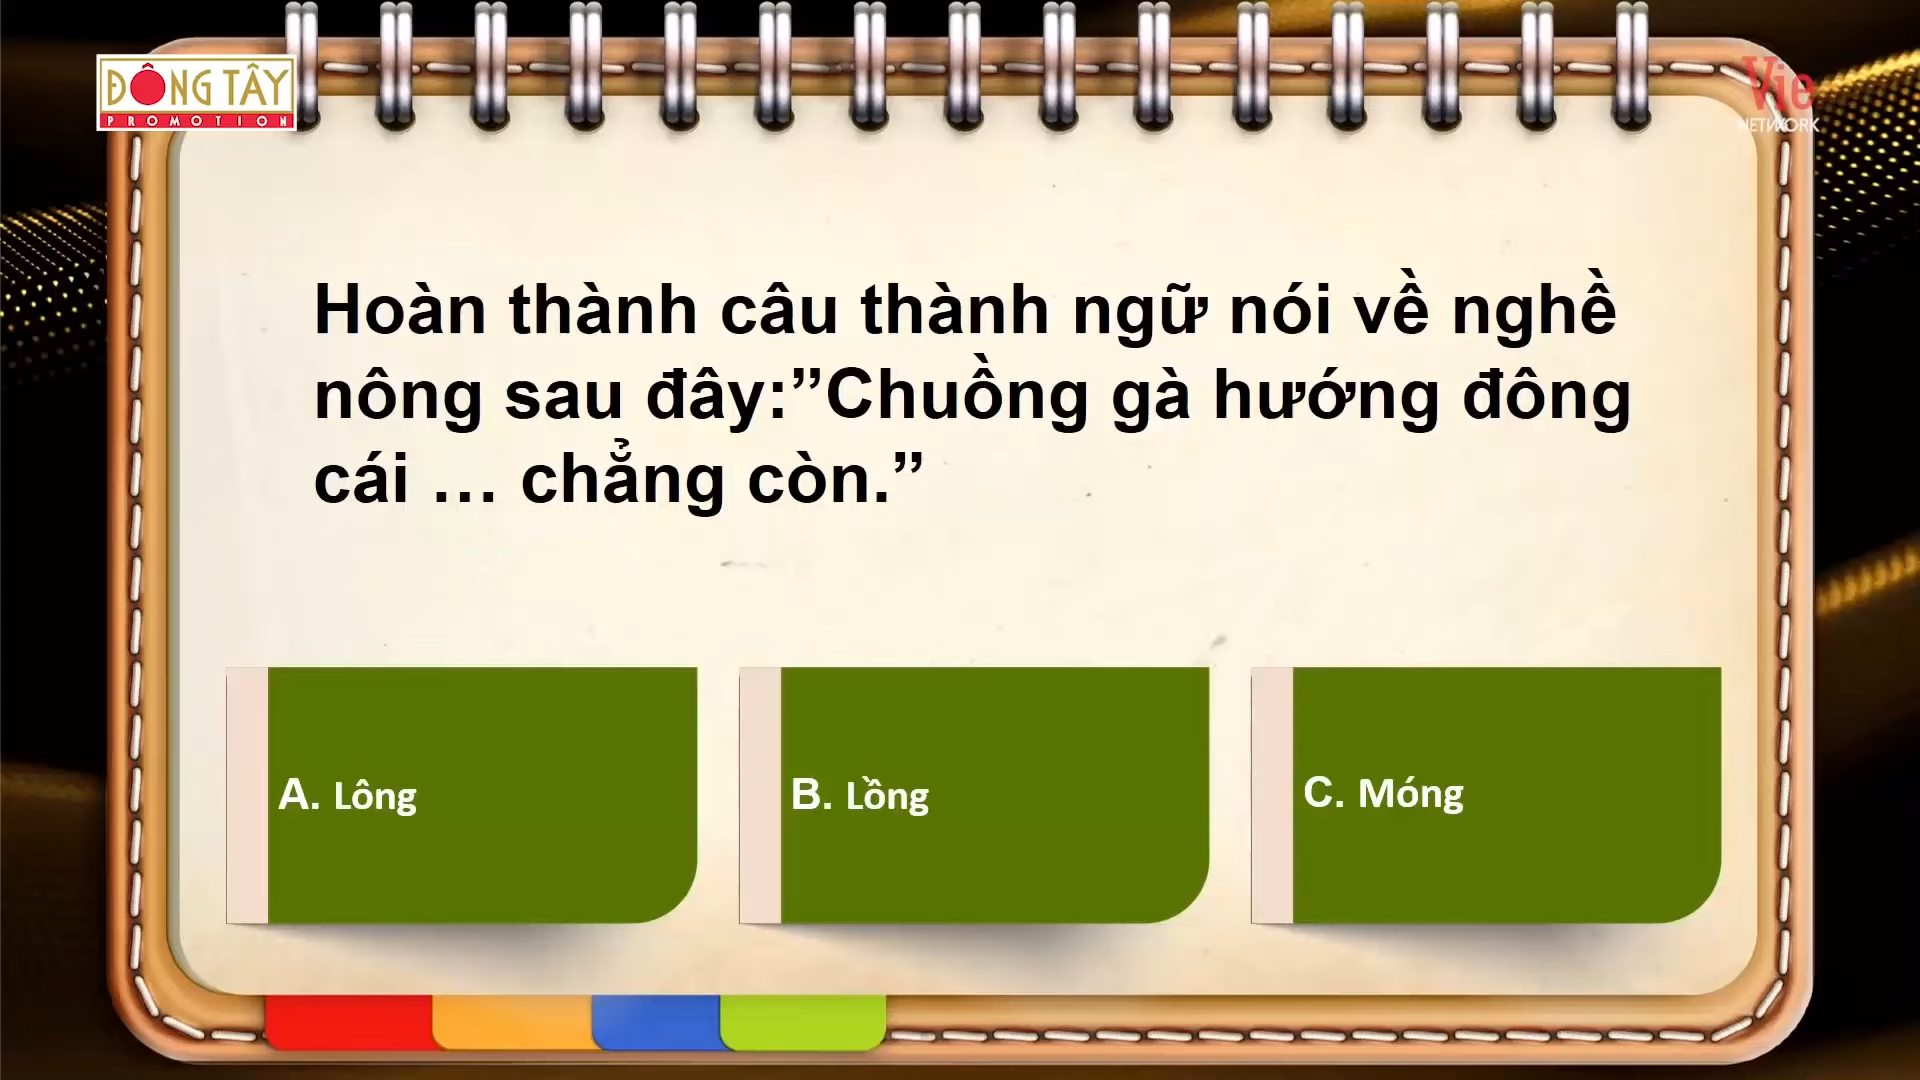 ĐÔNG TÂY
PROMOTION
Vie
NETWORK
Hoàn thành câu thành ngữ nói về nghề
nông sau đây:”Chuồng gà hướng đông
cái … chẳng còn.”
A. Lông
B. Lồng
C. Móng